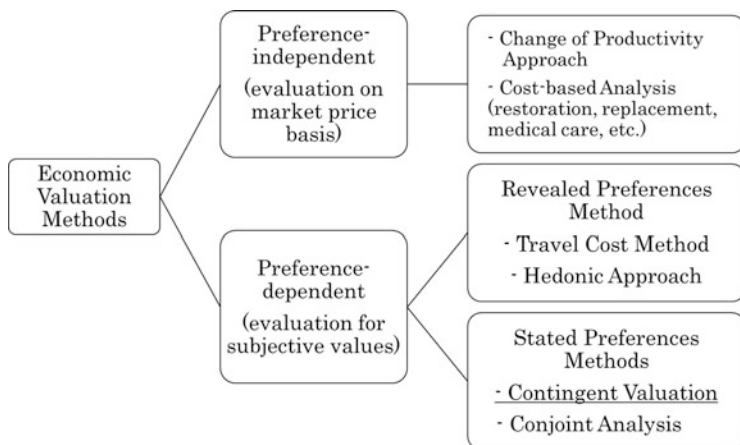 Economic
Valuation
Methods
Preference-
independent
(evaluation on
market price
basis)
- Change of Productivity
Approach
- Cost-based Analysis
(restoration, replacement,
medical care, etc.)
Preference-
dependent
(evaluation for
subjective values)
Revealed Preferences
Method
- Travel Cost Method
- Hedonic Approach
Stated Preferences
Methods
- Contingent Valuation
- Conjoint Analysis